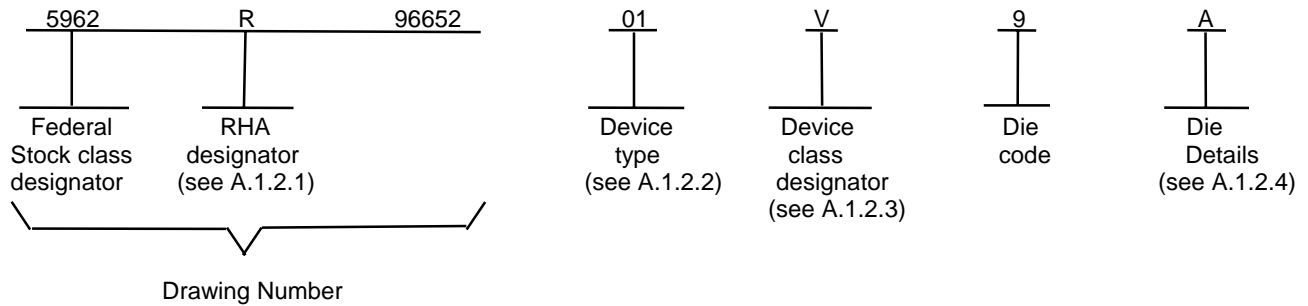 5962 R 96652 01 V 9 A
Federal RHA Device Device Die Die
Stock class designator type class code Details
designator (see A.1.2.1) (see A.1.2.2) designator (see A.1.2.4)
(see A.1.2.3)
Drawing Number